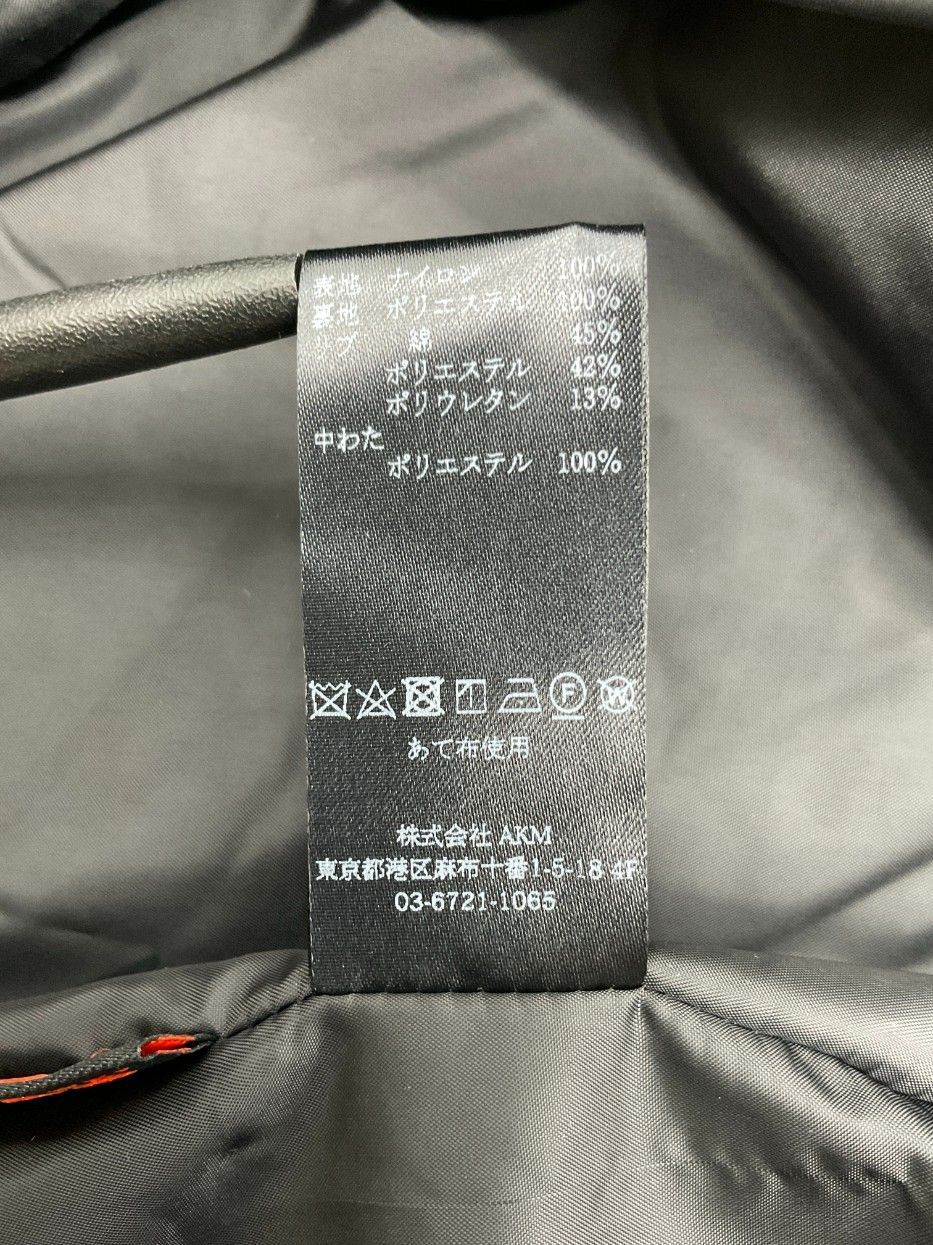 表地 ナイロン 100%
裏地 ポリエステル 100%
リブ 綿 45%
ポリエステル 42%
ポリウレタン 13%
中わた
ポリエステル 100%
F W
あて布使用
株式会社 AKM
東京都港区麻布十番1-5-18 4F
03-6721-1065